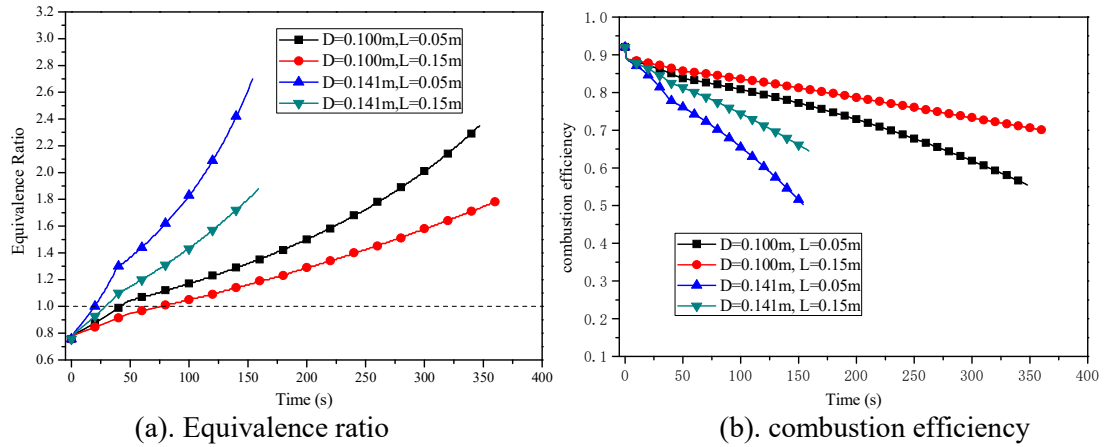 3.2
3.0
2.8
2.6
2.4
2.2
2.0
1.8
1.6
1.4
1.2
1.0
0.8
0.6
Equivalence Ratio
D=0.100m,L=0.05m
D=0.100m,L=0.15m
D=0.141m,L=0.05m
D=0.141m,L=0.15m
0 50 100 150 200 250 300 350 400
Time (s)
(a). Equivalence ratio
1.0
0.9
0.8
0.7
0.6
0.5
0.4
0.3
0.2
0.1
combustion efficiency
D=0.100m, L=0.05m
D=0.100m, L=0.15m
D=0.141m, L=0.05m
D=0.141m, L=0.15m
0 50 100 150 200 250 300 350 400
Time (s)
(b). combustion efficiency